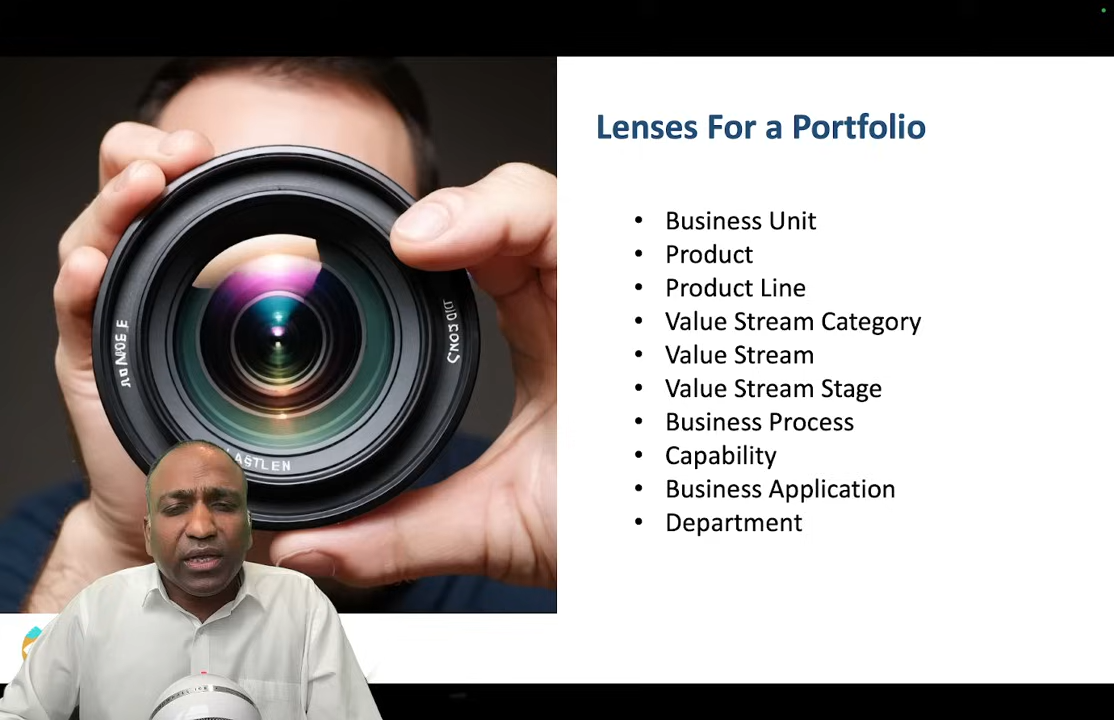 Lenses For a Portfolio
• Business Unit
• Product
• Product Line
• Value Stream Category
• Value Stream
• Value Stream Stage
• Business Process
• Capability
• Business Application
• Department